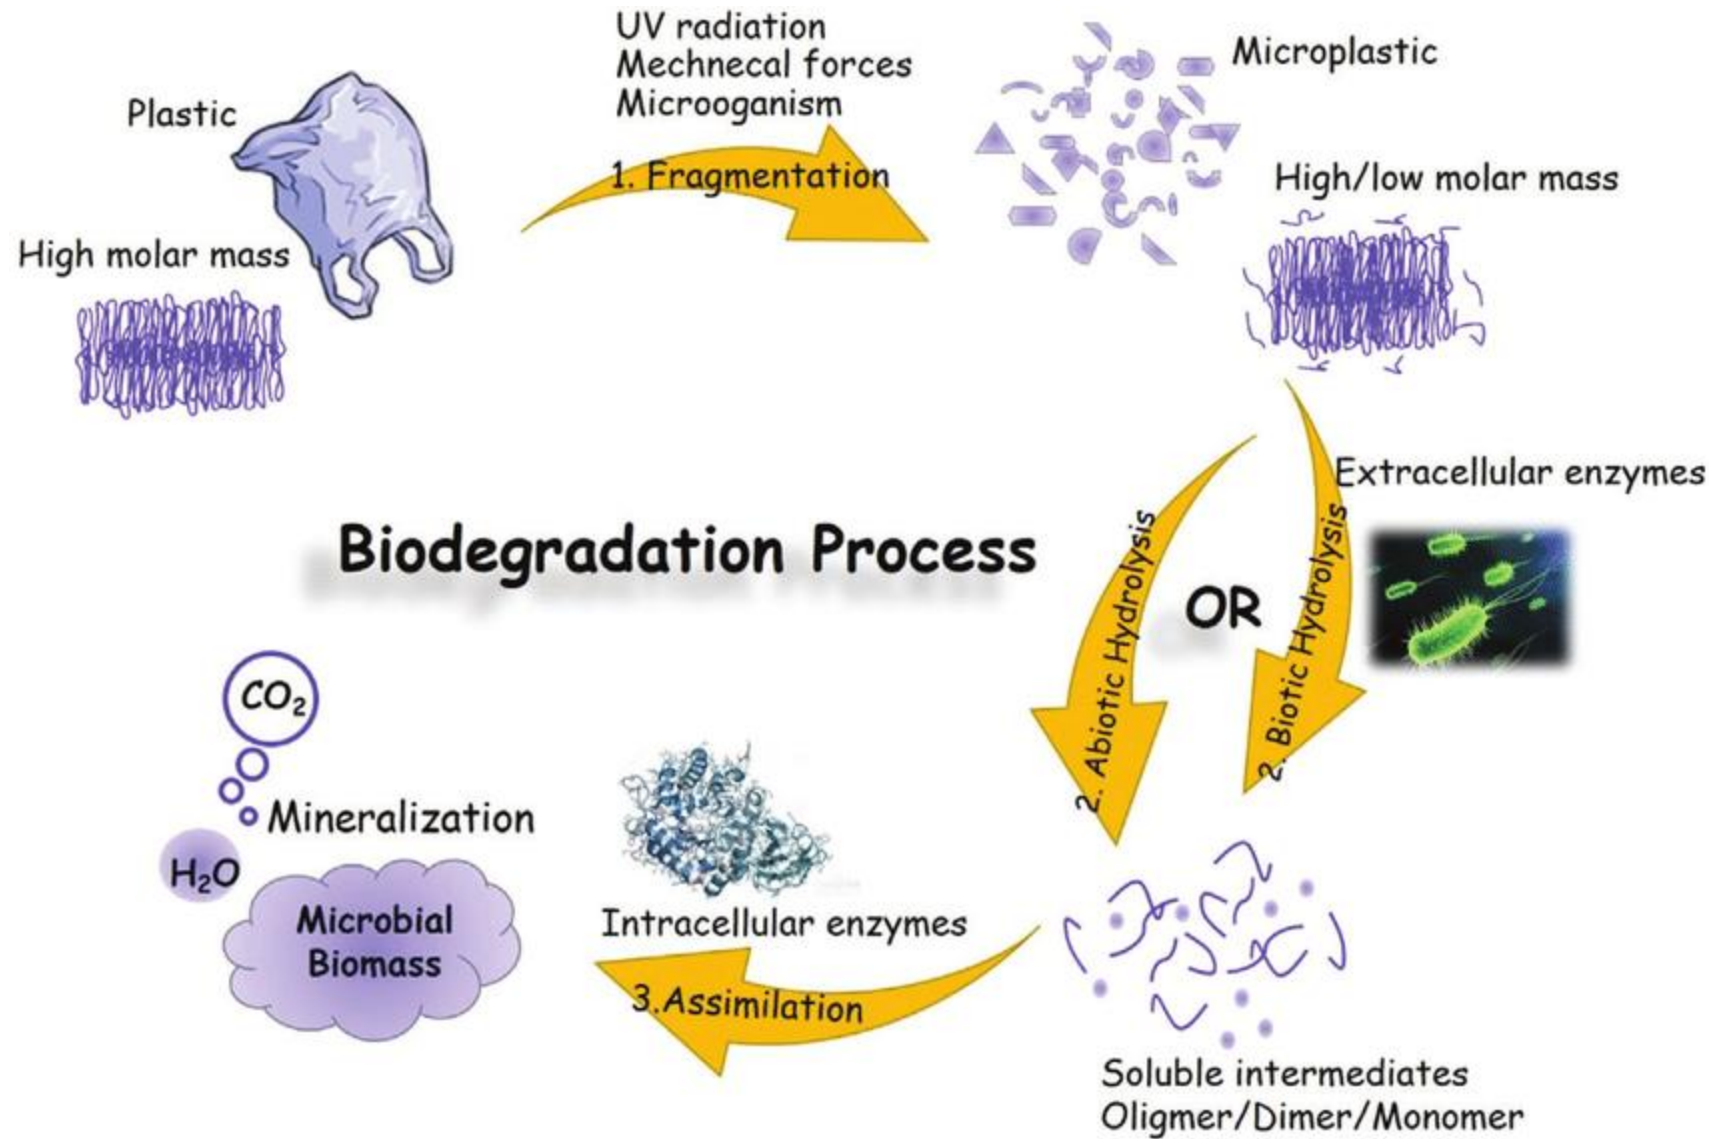 UV radiation
Mechnecal forces
Microoganism
Microplastic
Plastic
1. Fragmentation
High/low molar mass
High molar mass
Extracellular enzymes
Biodegradation Process
2. Abiotic Hydrolysis
OR
2. Biotic Hydrolysis
CO₂
Mineralization
H₂O
Microbial
Biomass
Intracellular enzymes
3.Assimilation
Soluble intermediates
Oligmer/Dimer/Monomer